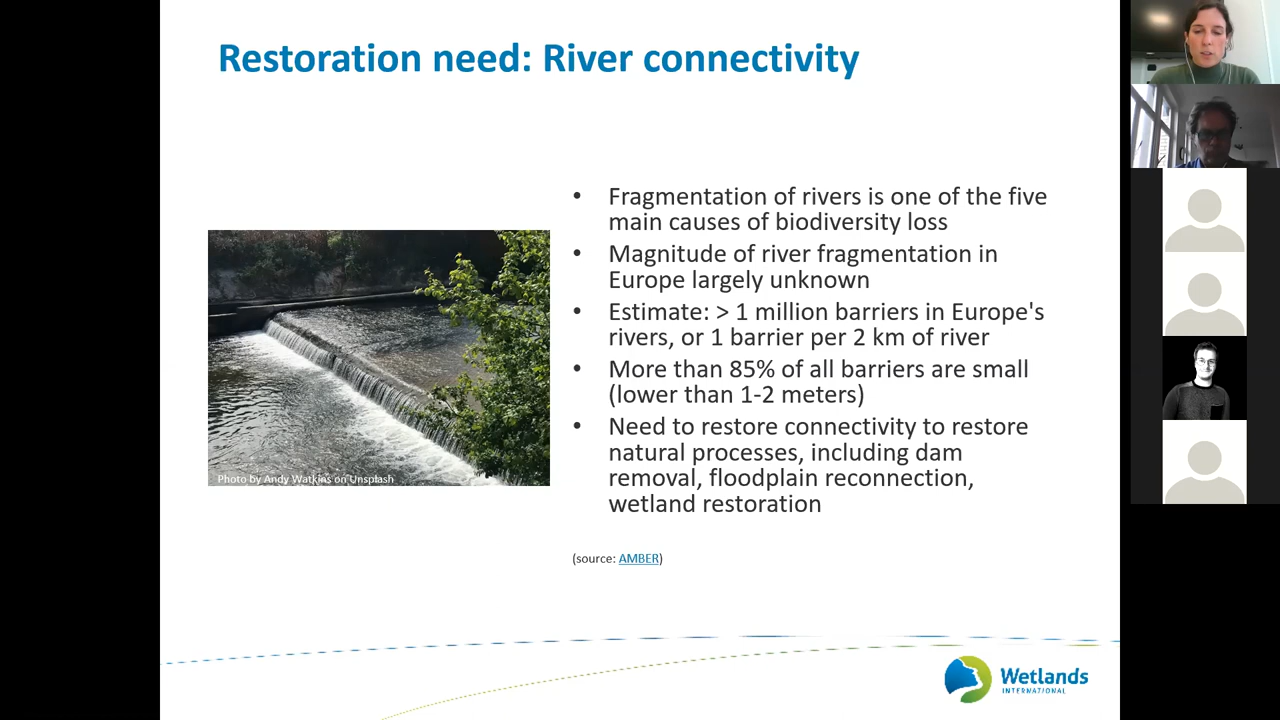 Restoration need: River connectivity
• Fragmentation of rivers is one of the five
main causes of biodiversity loss
• Magnitude of river fragmentation in
Europe largely unknown
• Estimate: > 1 million barriers in Europe's
rivers, or 1 barrier per 2 km of river
• More than 85% of all barriers are small
(lower than 1-2 meters)
• Need to restore connectivity to restore
natural processes, including dam
removal, floodplain reconnection,
wetland restoration
Photo by Andy Watkins on Unsplash
(source: AMBER)
Wetlands
INTERNATIONAL